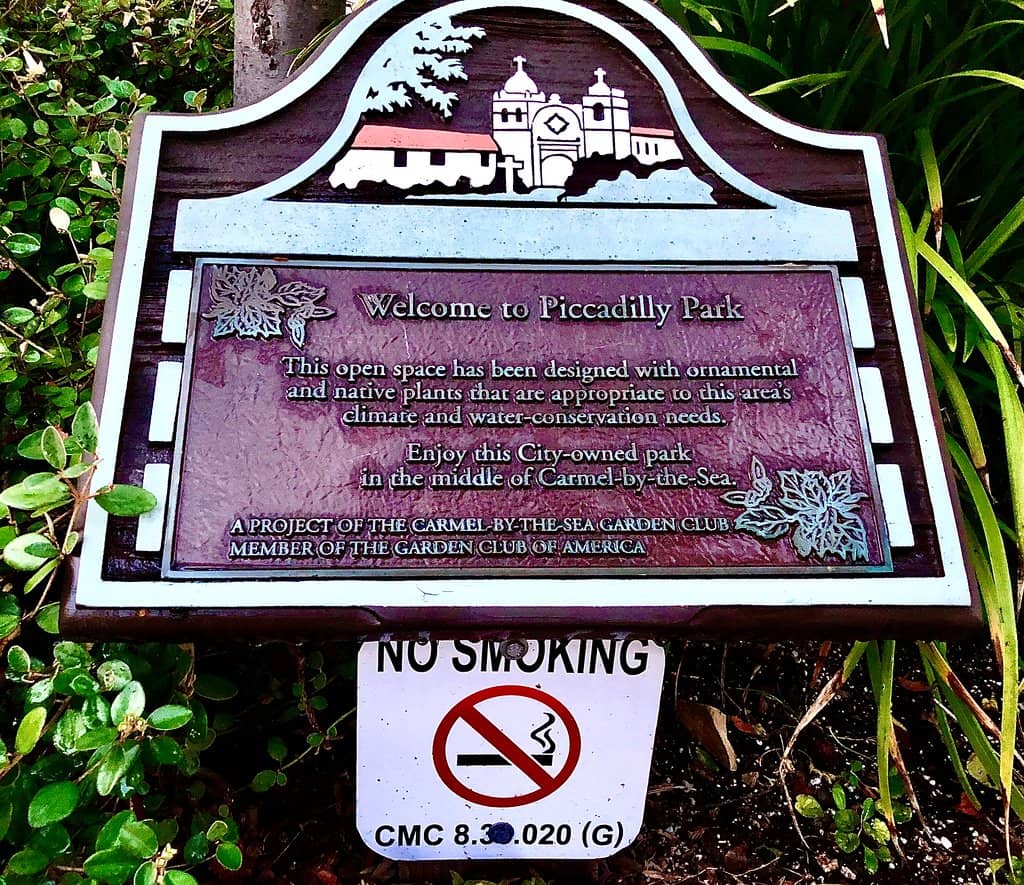 Welcome to Piccadilly Park
This open space has been designed with ornamental
and native plants that are appropriate to this area's
climate and water-conservation needs.
Enjoy this City-owned park
in the middle of Carmel-by-the-Sea.
A PROJECT OF THE CARMEL-BY-THE-SEA GARDEN CLUB
MEMBER OF THE GARDEN CLUB OF AMERICA
NO SMOKING
CMC (G)